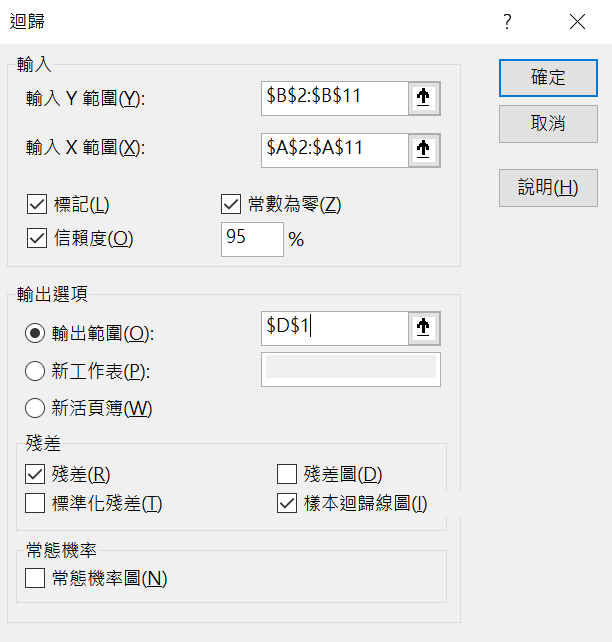 迴歸
輸入
輸入 Y 範圍(Y):
$B$2:$B$11
輸入 X 範圍(X):
$A$2:$A$11
標記(L)
常數為零(Z)
信賴度(O)
95
%
輸出選項
輸出範圍(O):
$D$1
新工作表(P):
新活頁簿(W)
殘差
殘差(R)
殘差圖(D)
標準化殘差(T)
樣本迴歸線圖(I)
常態機率
常態機率圖(N)
確定
取消
說明(H)